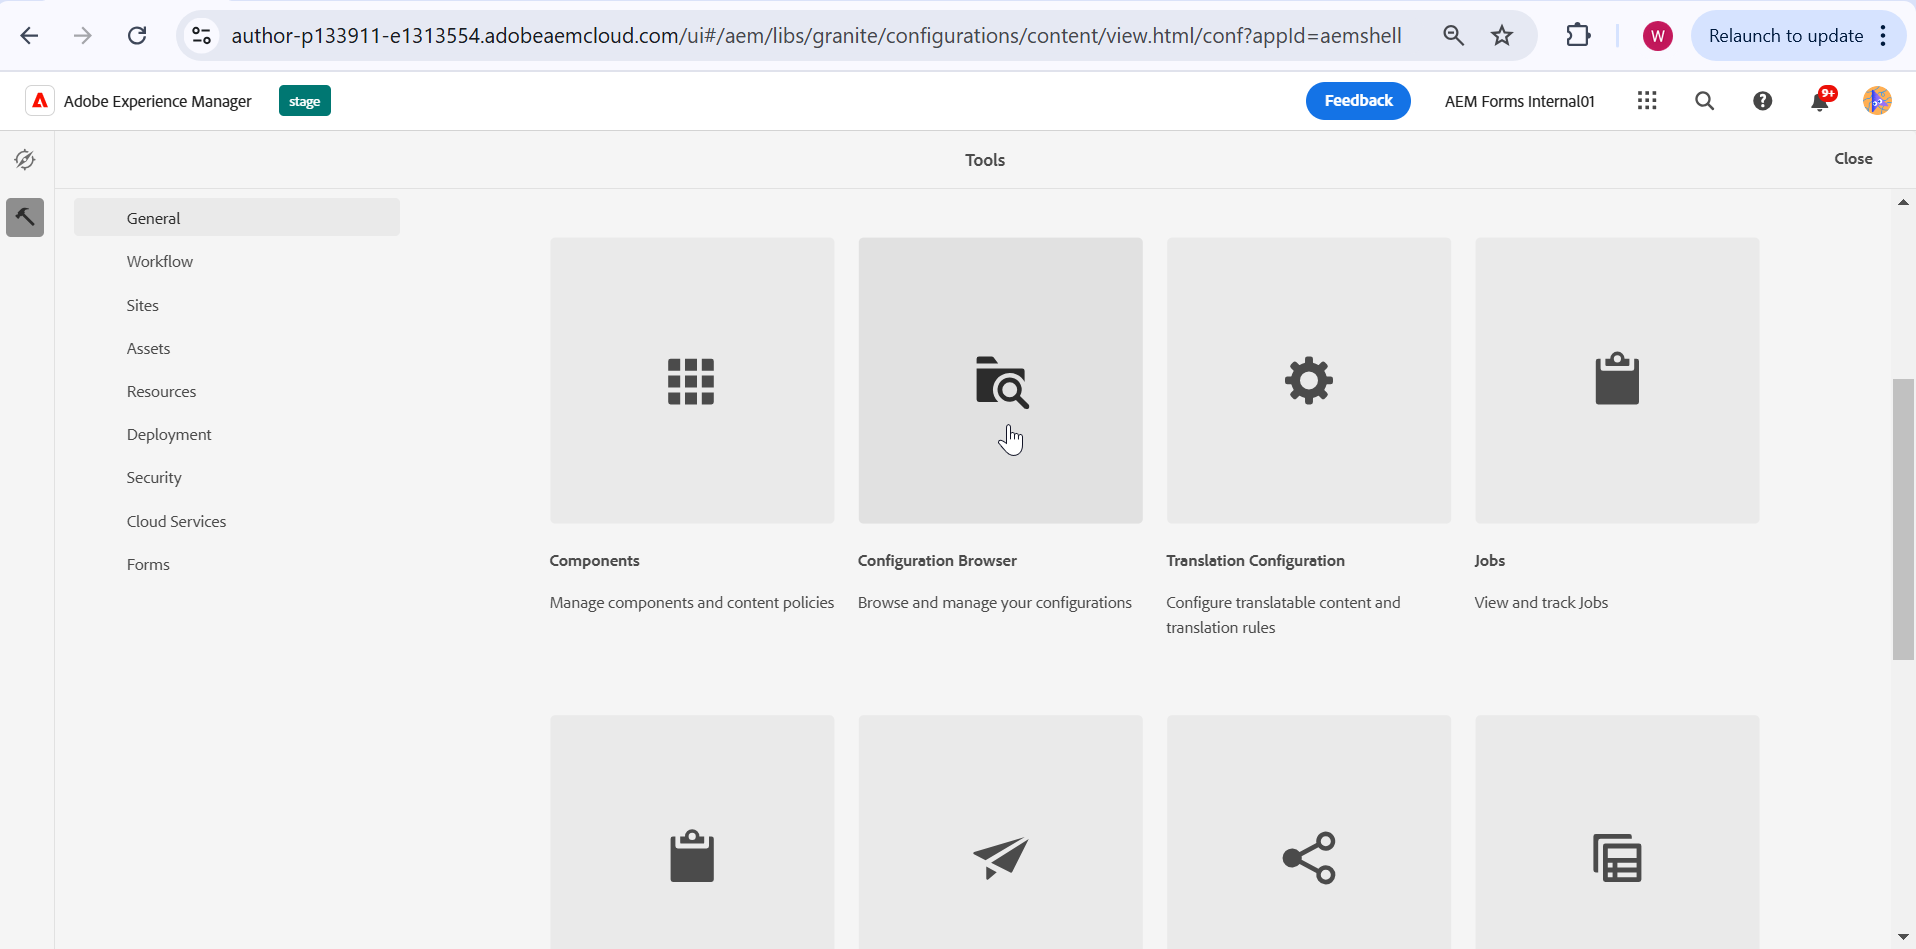 author-p133911-e1313554.adobeaemcloud.com/ui#/aem/libs/granite/configurations/content/view.html/conf?appId=aemshell
W
Relaunch to update
Adobe Experience Manager
stage
Feedback
AEM Forms Internal01
9+
Tools
Close
General
Workflow
Sites
Assets
Resources
Deployment
Security
Cloud Services
Forms
Components
Manage components and content policies
Configuration Browser
Browse and manage your configurations
Translation Configuration
Configure translatable content and
translation rules
Jobs
View and track Jobs